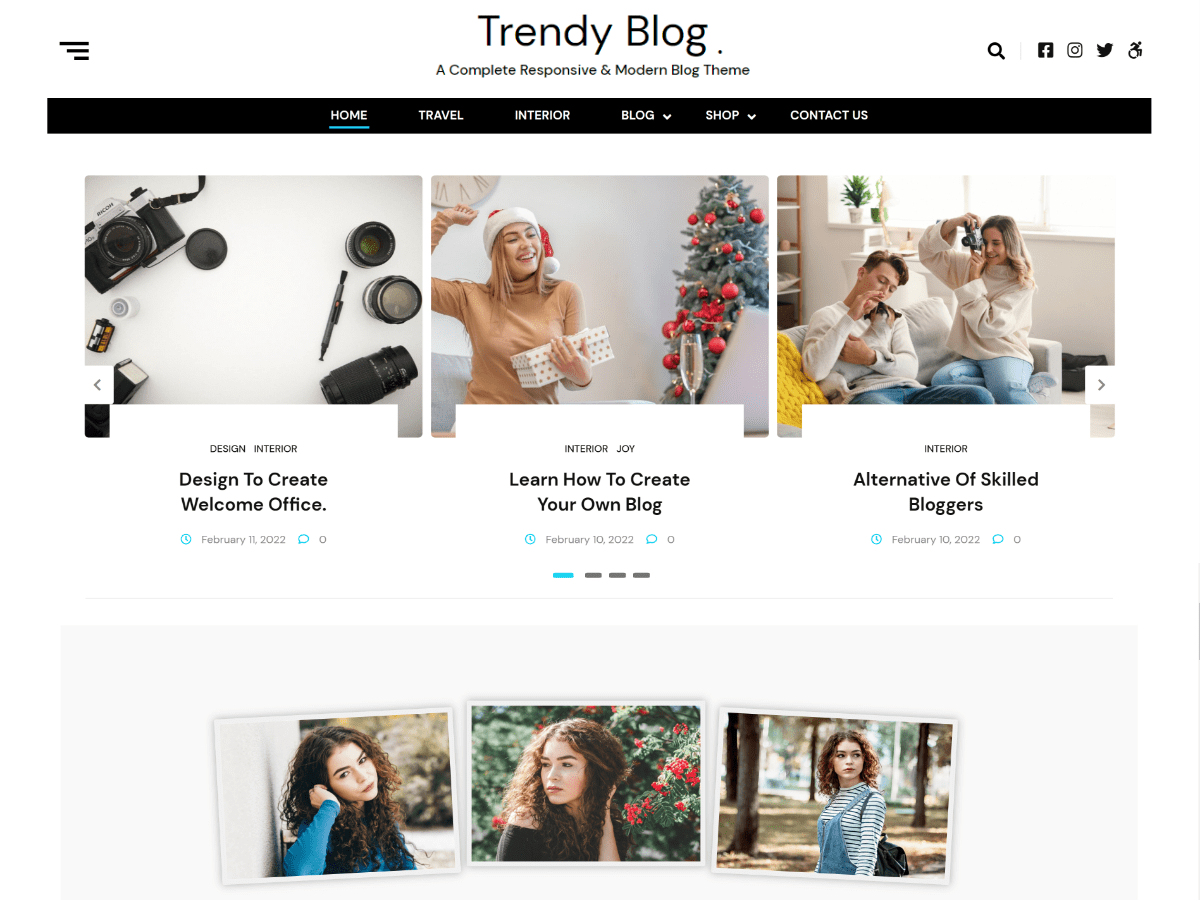 Trendy Blog .
A Complete Responsive & Modern Blog Theme
HOME TRAVEL INTERIOR BLOG SHOP CONTACT US
RICOH
DESIGN INTERIOR
Design To Create
Welcome Office.
February 11, 2022 0
INTERIOR JOY
Learn How To Create
Your Own Blog
February 10, 2022 0
INTERIOR
Alternative Of Skilled
Bloggers
February 10, 2022 0